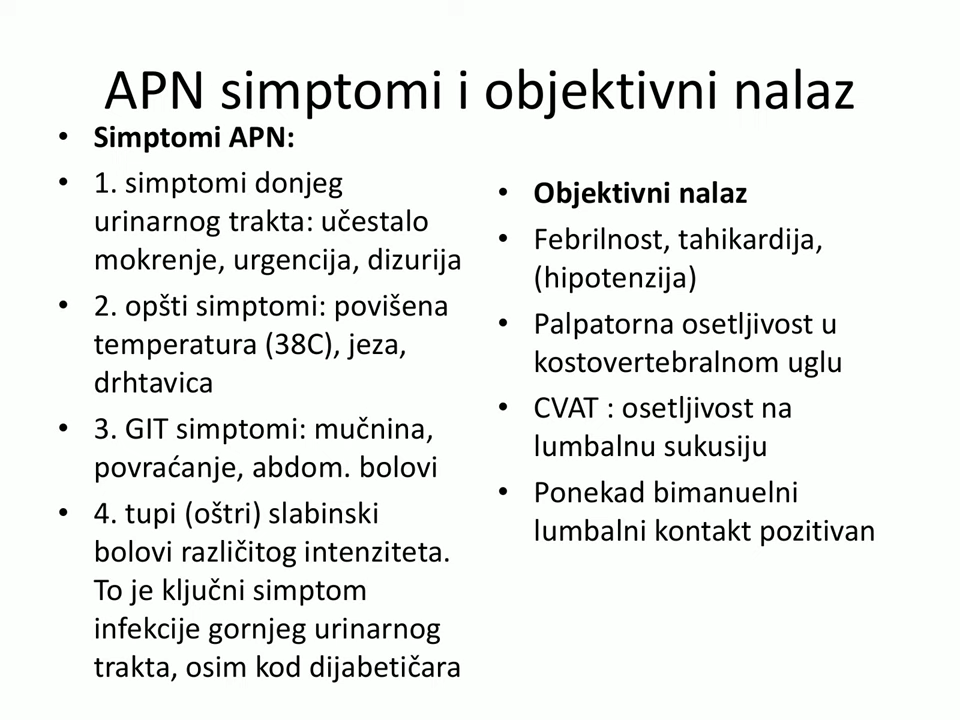 APN simptomi i objektivni nalaz
• Simptomi APN:
• 1. simptomi donjeg
urinarnog trakta: učestalo
mokrenje, urgencija, dizurija
• 2. opšti simptomi: povišena
temperatura (38C), jeza,
drhtavica
• 3. GIT simptomi: mučnina,
povraćanje, abdom. bolovi
• 4. tupi (oštri) slabinski
bolovi različitog intenziteta.
To je ključni simptom
infekcije gornjeg urinarnog
trakta, osim kod dijabetičara
• Objektivni nalaz
• Febrilnost, tahikardija,
(hipotenzija)
• Palpatorna osetljivost u
kostovertebralnom uglu
• CVAT : osetljivost na
lumbalnu sukusiju
• Ponekad bimanuelni
lumbalni kontakt pozitivan